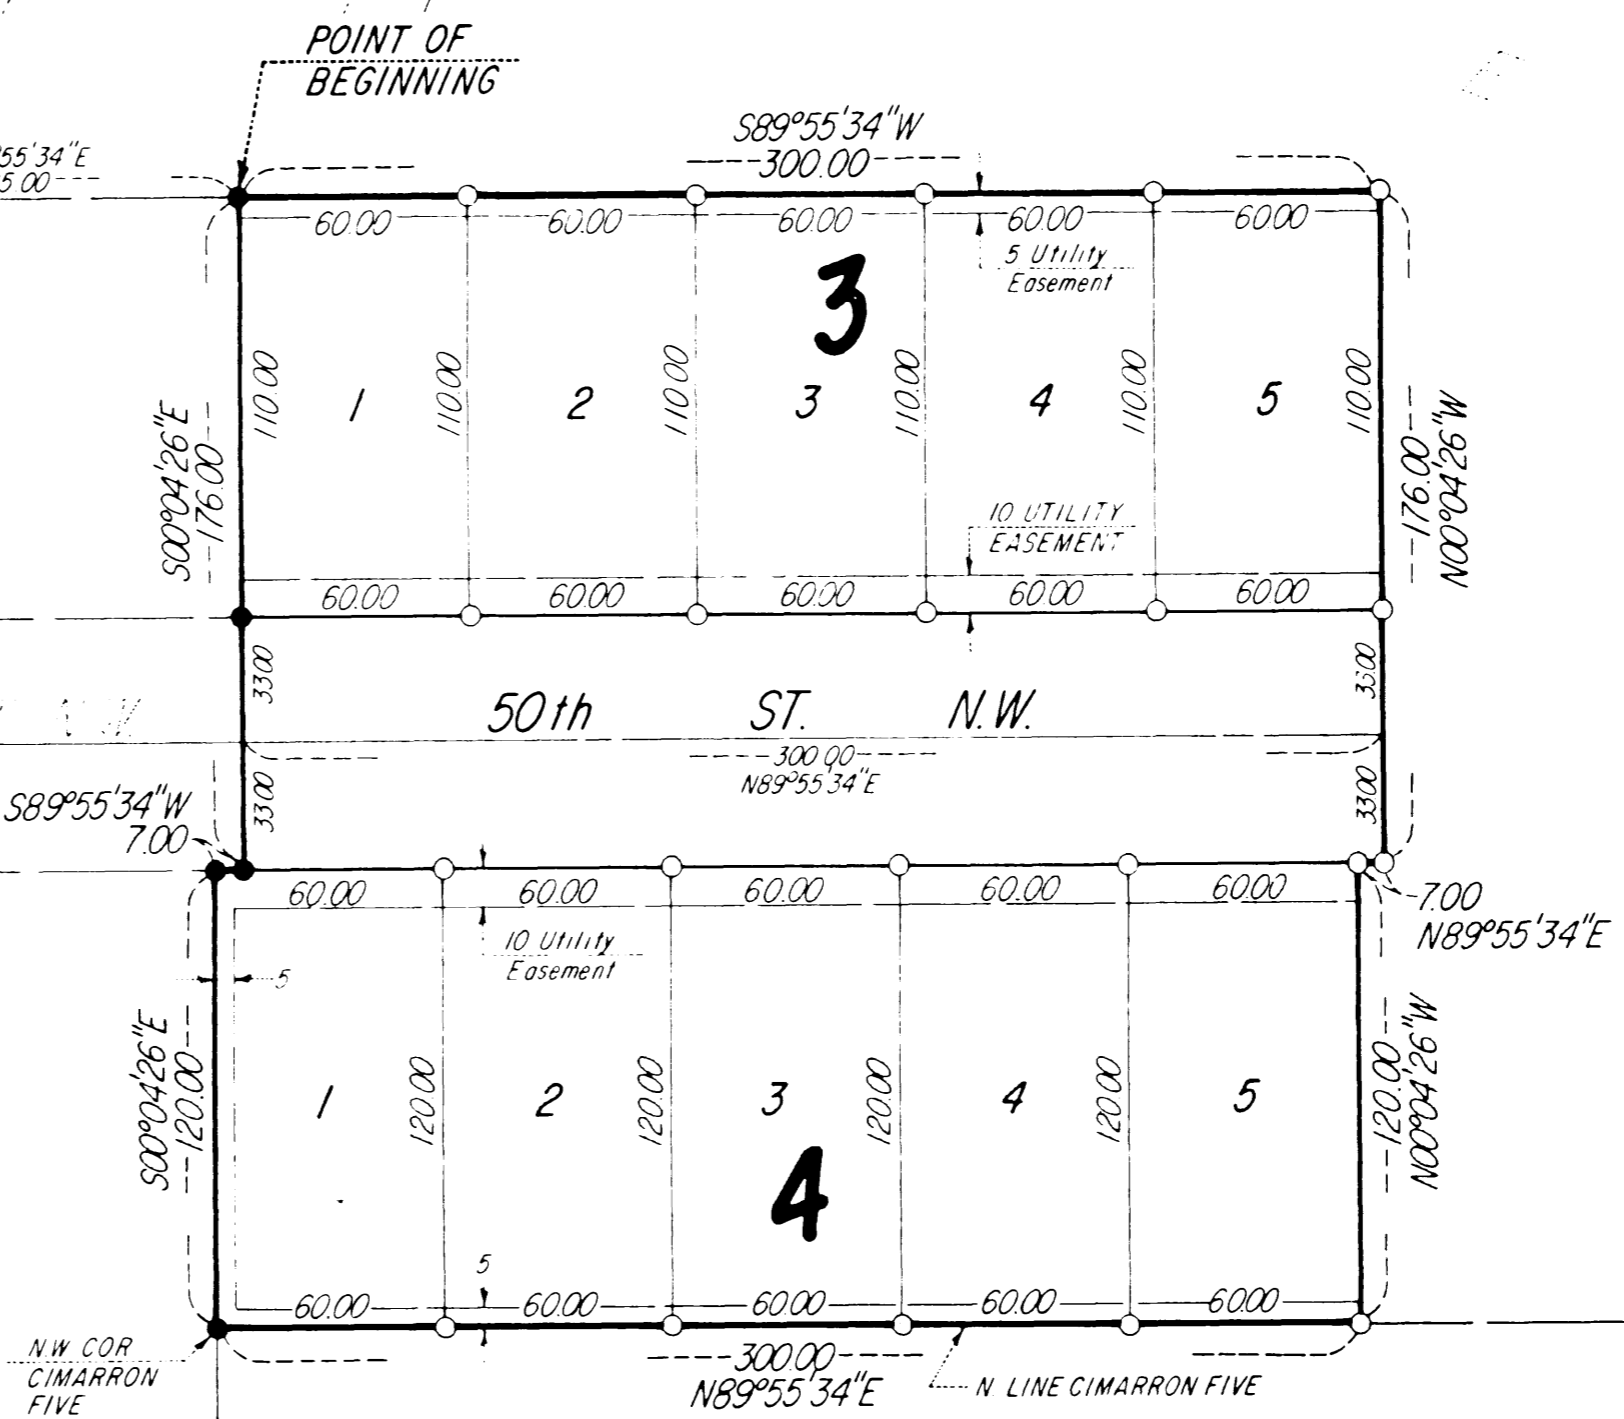 POINT OF
BEGINNING
55'34"E
5.00
S89°55'34"W
300.00
60.00 60.00 60.00 60.00 60.00
5 Utility
Easement
3
110.00 110.00 110.00 110.00 110.00 110.00
1 2 3 4 5
S00°04'26"E
176.00
176.00
N00°04'26"W
10 UTILITY
EASEMENT
60.00 60.00 60.00 60.00 60.00
33.00 33.00
50th ST. N.W.
N.W.
300.00
N89°55'34"E
33.00 33.00
S89°55'34"W
7.00
60.00 60.00 60.00 60.00 60.00
7.00
N89°55'34"E
10 Utility
Easement
5
S00°04'26"E
120.00
120.00 120.00 120.00 120.00
120.00
N00°04'26"W
1 2 3 4 5
4
5
60.00 60.00 60.00 60.00 60.00
N.W COR
CIMARRON
FIVE
300.00
N89°55'34"E
N. LINE CIMARRON FIVE